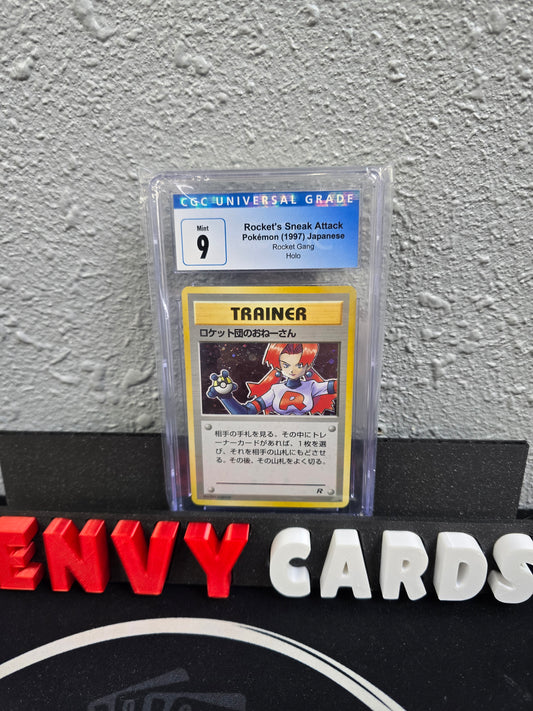 CGC UNIVERSAL GRADE
Mint
9
Rocket's Sneak Attack
Pokémon (1997) Japanese
Rocket Gang
Holo
TRAINER
ロケット団のおねーさん
R
相手の手札を見る。その中にトレ
ーナーカードがあれば、1枚を選
び、それを相手の山札にもどさせ
る。その後、その山札をよく切る。
R
ENVY CARDS